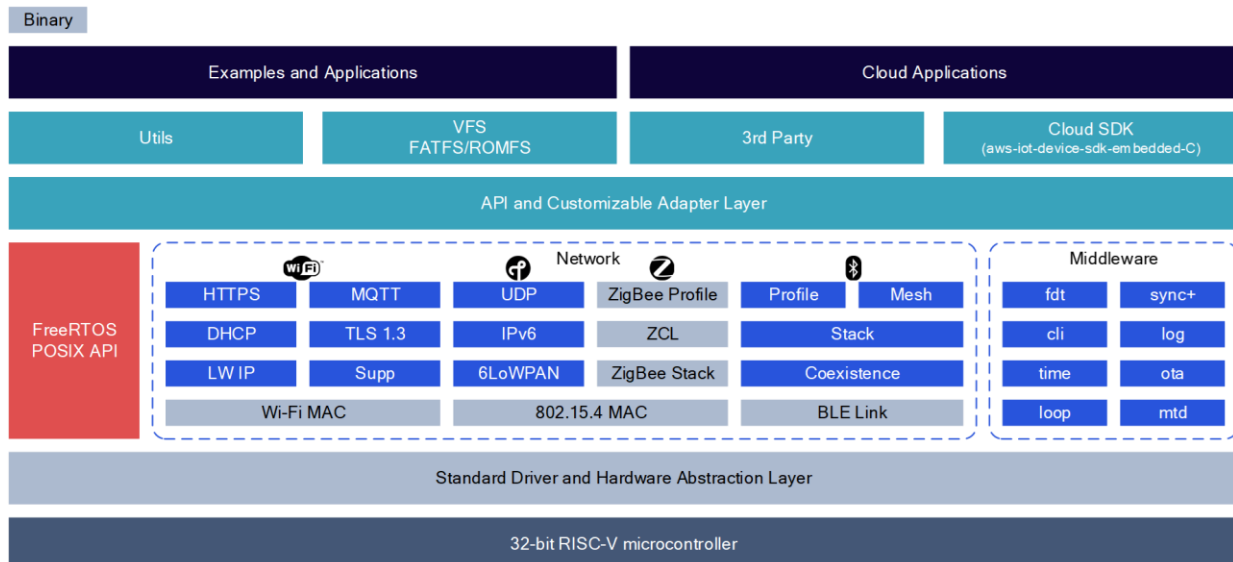 Binary
Examples and Applications
Cloud Applications
Utils
VFS
FATFS/ROMFS
3rd Party
Cloud SDK
(aws-iot-device-sdk-embedded-C)
API and Customizable Adapter Layer
FreeRTOS
POSIX API
Network
WiFi
HTTPS
MQTT
UDP
ZigBee Profile
Profile
Mesh
DHCP
TLS 1.3
IPv6
ZCL
Stack
LW IP
Supp
6LoWPAN
ZigBee Stack
Coexistence
Wi-Fi MAC
802.15.4 MAC
BLE Link
Middleware
fdt
sync+
cli
log
time
ota
loop
mtd
Standard Driver and Hardware Abstraction Layer
32-bit RISC-V microcontroller